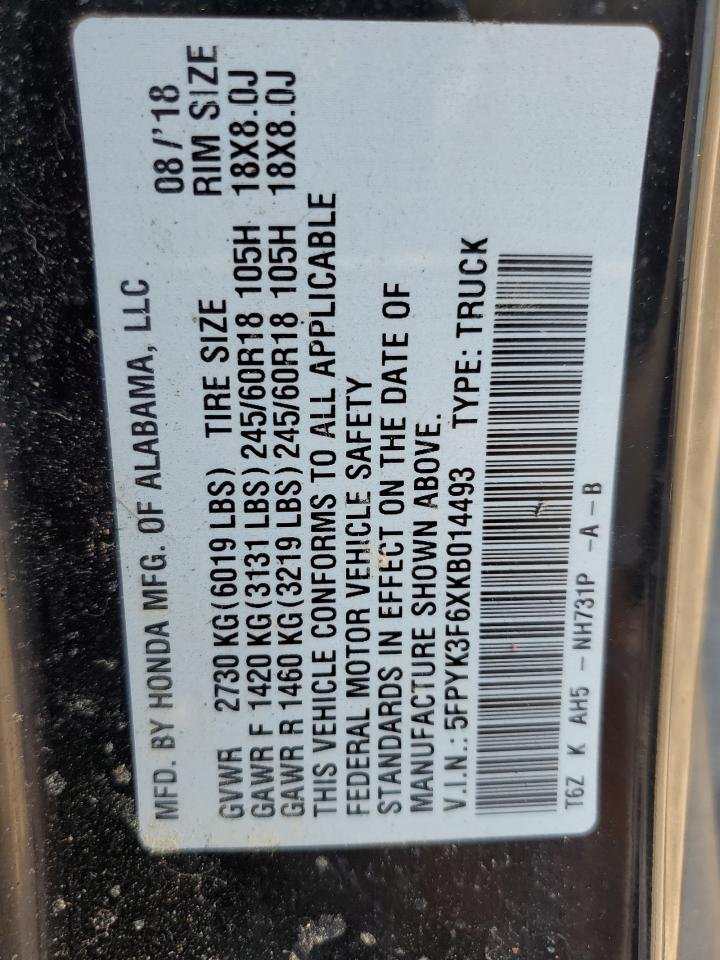 MFD. BY HONDA MFG. OF ALABAMA, LLC 08/'18
GVWR 2730 KG(6019 LBS) TIRE SIZE RIM SIZE
GAWR F 1420 KG(3131 LBS) 245/60R18 105H 18X8.0J
GAWR R 1460 KG(3219 LBS) 245/60R18 105H 18X8.0J
THIS VEHICLE CONFORMS TO ALL APPLICABLE
FEDERAL MOTOR VEHICLE SAFETY
STANDARDS IN EFFECT ON THE DATE OF
MANUFACTURE SHOWN ABOVE.
V.I.N.: 5FPYK3F6XKB014493 TYPE: TRUCK
T6Z K AH5 - NH731P -A-B